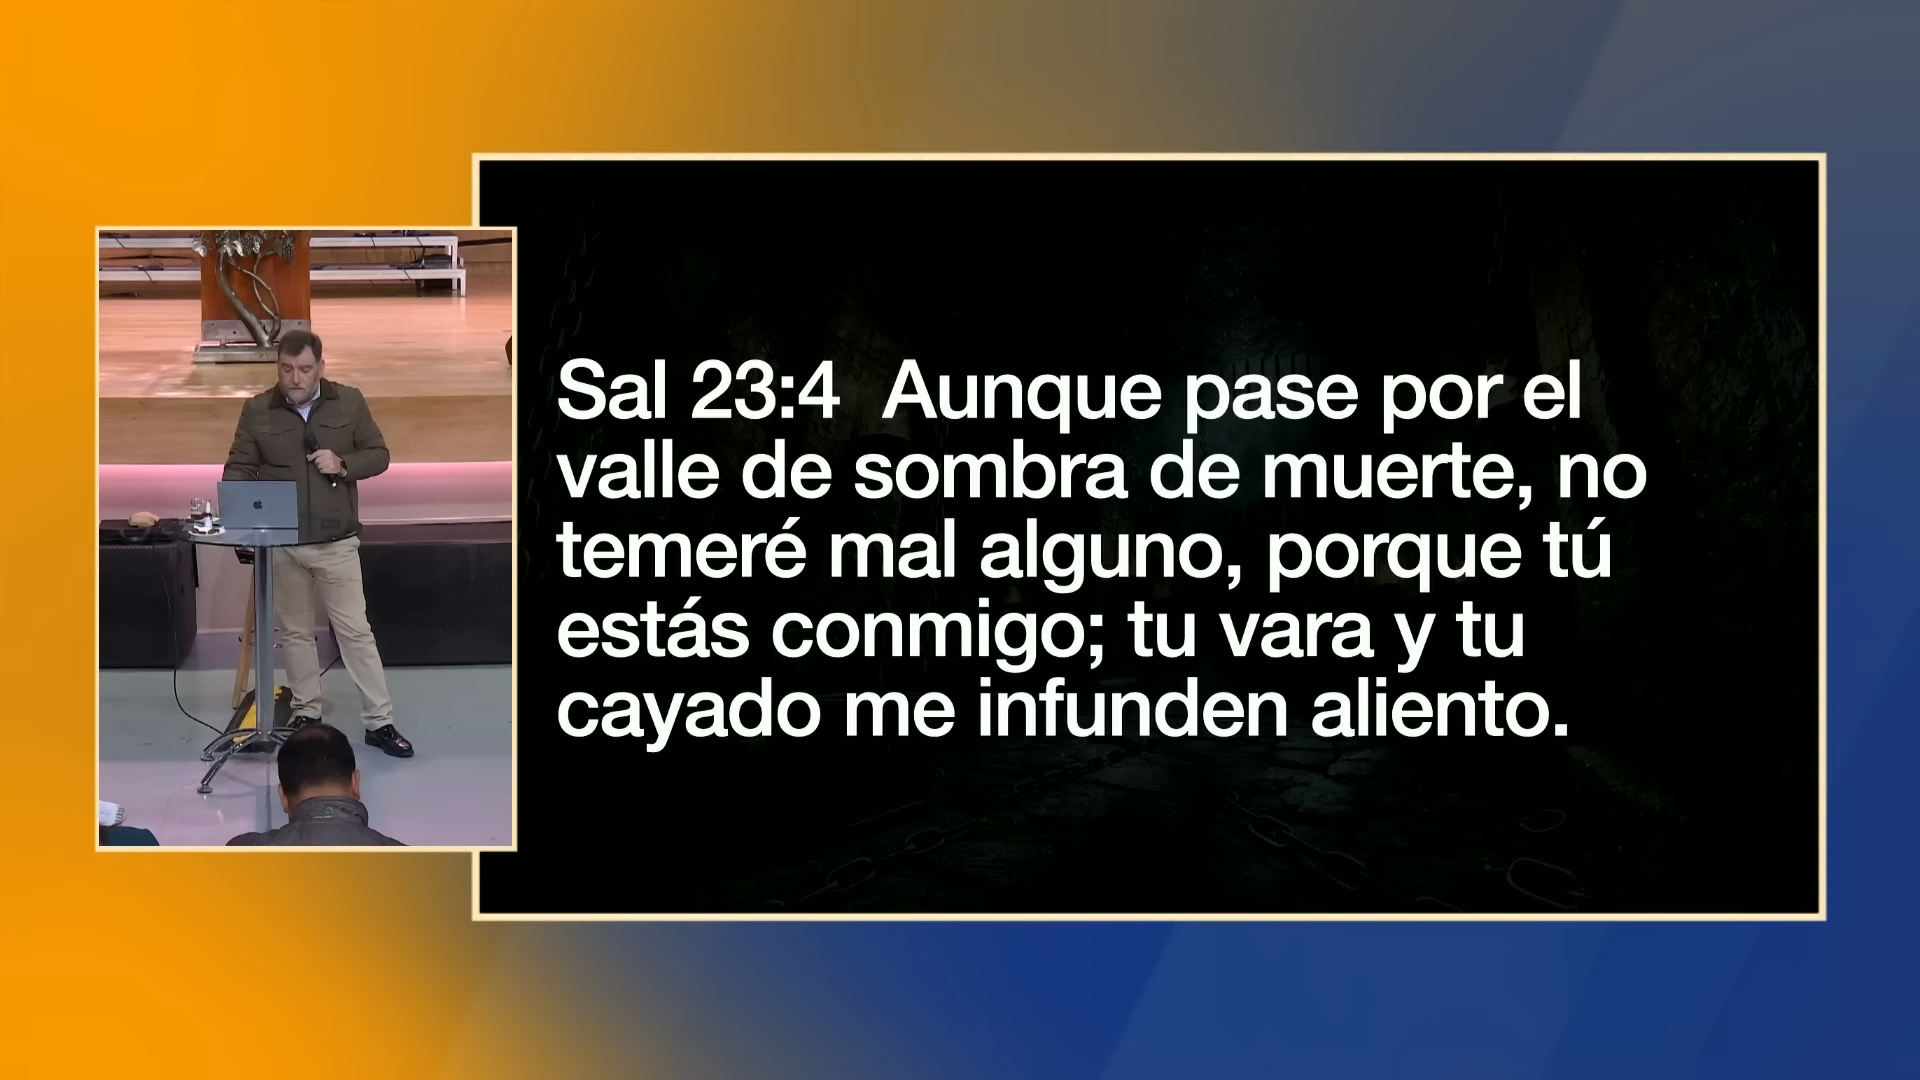 Sal 23:4  Aunque pase por el
valle de sombra de muerte, no
temeré mal alguno, porque tú
estás conmigo; tu vara y tu
cayado me infunden aliento.